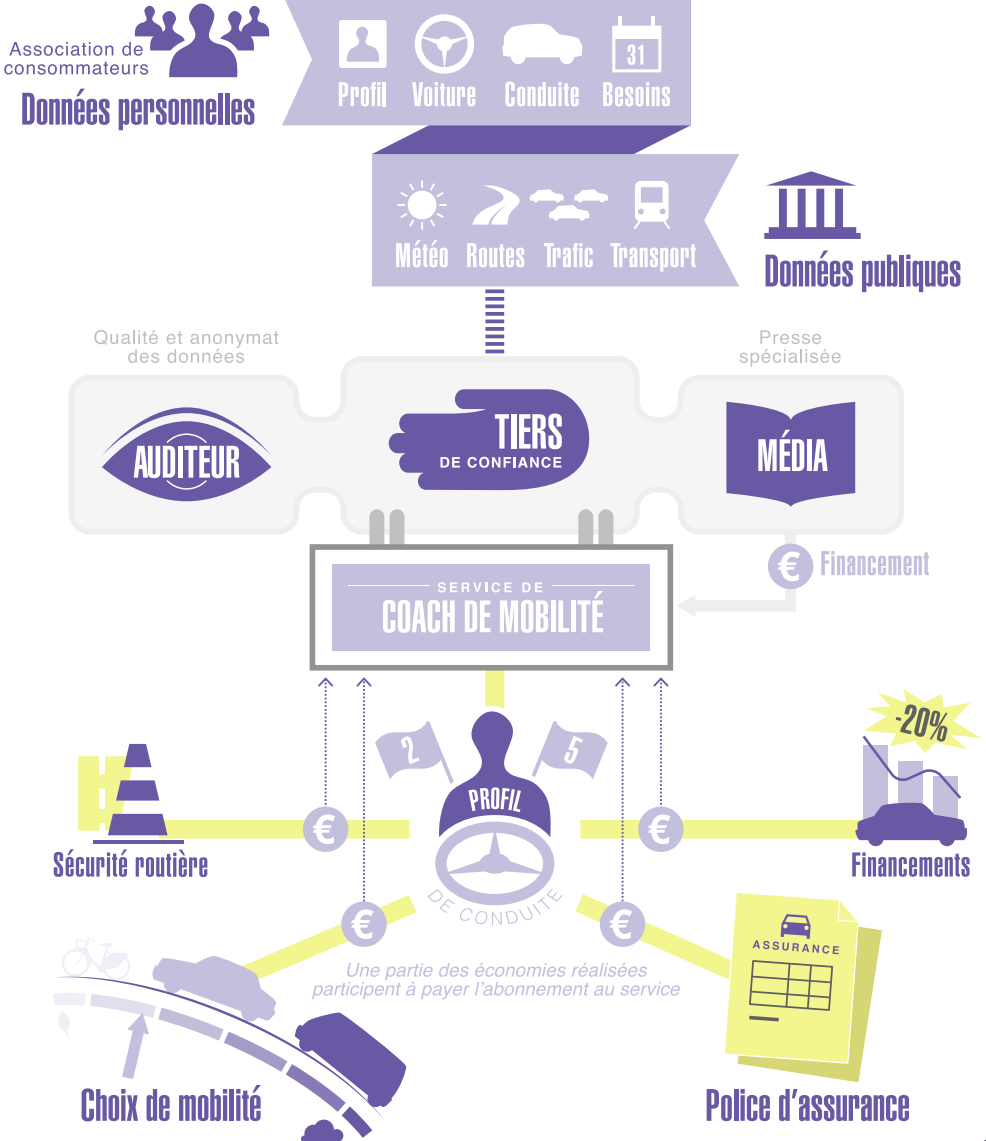 Association de
consommateurs
Données personnelles
31
Profil Voiture Conduite Besoins
Météo Routes Trafic Transport
Données publiques
Qualité et anonymat
des données
Presse
spécialisée
AUDITEUR
TIERS
DE CONFIANCE
MÉDIA
€ Financement
SERVICE DE
COACH DE MOBILITÉ
-20%
2
5
PROFIL
DE CONDUITE
€
€
Sécurité routière
Financements
€
€
ASSURANCE
Une partie des économies réalisées
participent à payer l'abonnement au service
Choix de mobilité
Police d'assurance